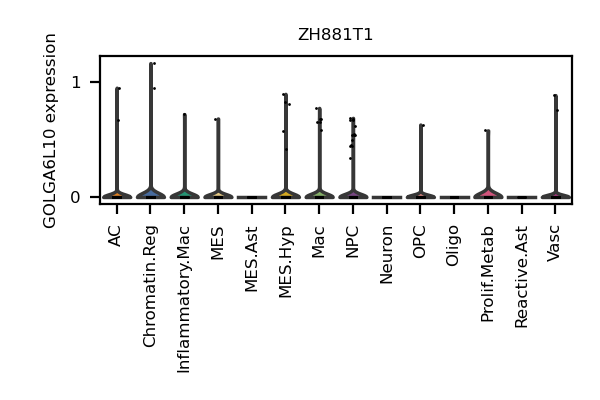 ZH881T1
GOLGA6L10 expression
1
0
AC
Chromatin.Reg
Inflammatory.Mac
MES
MES.Ast
MES.Hyp
Mac
NPC
Neuron
OPC
Oligo
Prolif.Metab
Reactive.Ast
Vasc